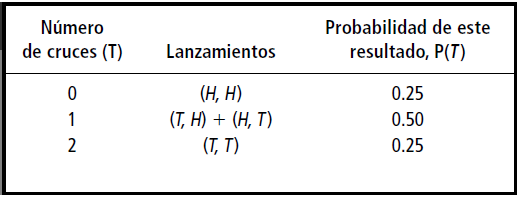 Número de cruces (T) Lanzamientos Probabilidad de este resultado, P(T)
0 (H, H) 0.25
1 (T, H) + (H, T) 0.50
2 (T, T) 0.25